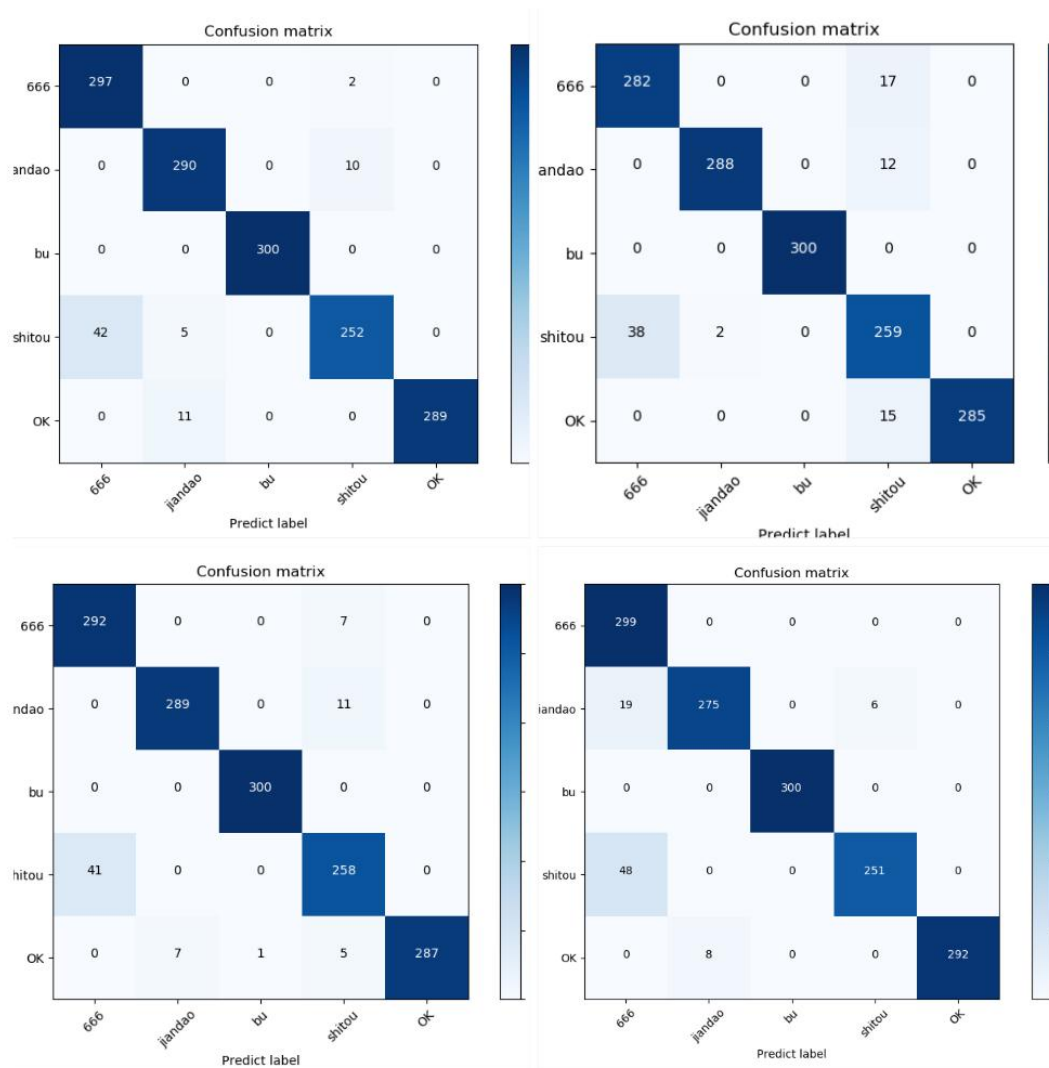 Confusion matrix
666 297 0 0 2 0
iandao 0 290 0 10 0
bu 0 0 300 0 0
shitou 42 5 0 252 0
OK 0 11 0 0 289
666 jiandao bu shitou OK
Predict label
Confusion matrix
666 282 0 0 17 0
andao 0 288 0 12 0
bu 0 0 300 0 0
shitou 38 2 0 259 0
OK 0 0 0 15 285
666 jiandao bu shitou OK
Predict label
Confusion matrix
666 292 0 0 7 0
ndao 0 289 0 11 0
bu 0 0 300 0 0
hitou 41 0 0 258 0
OK 0 7 1 5 287
666 jiandao bu shitou OK
Predict label
Confusion matrix
666 299 0 0 0 0
iandao 19 275 0 6 0
bu 0 0 300 0 0
shitou 48 0 0 251 0
OK 0 8 0 0 292
666 jiandao bu shitou OK
Predict label